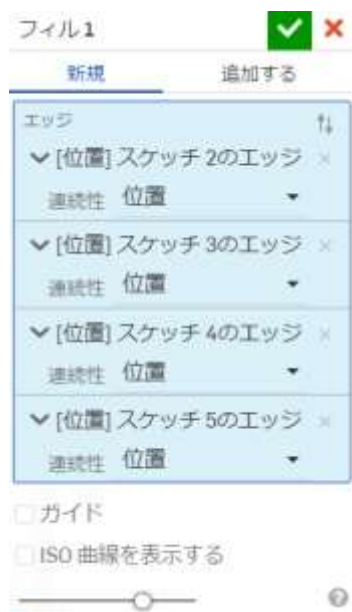 フィル 1
新規 追加する
エッジ
[位置] スケッチ 2のエッジ
連続性 位置
[位置] スケッチ 3のエッジ
連続性 位置
[位置] スケッチ 4のエッジ
連続性 位置
[位置] スケッチ 5のエッジ
連続性 位置
ガイド
ISO 曲線を表示する